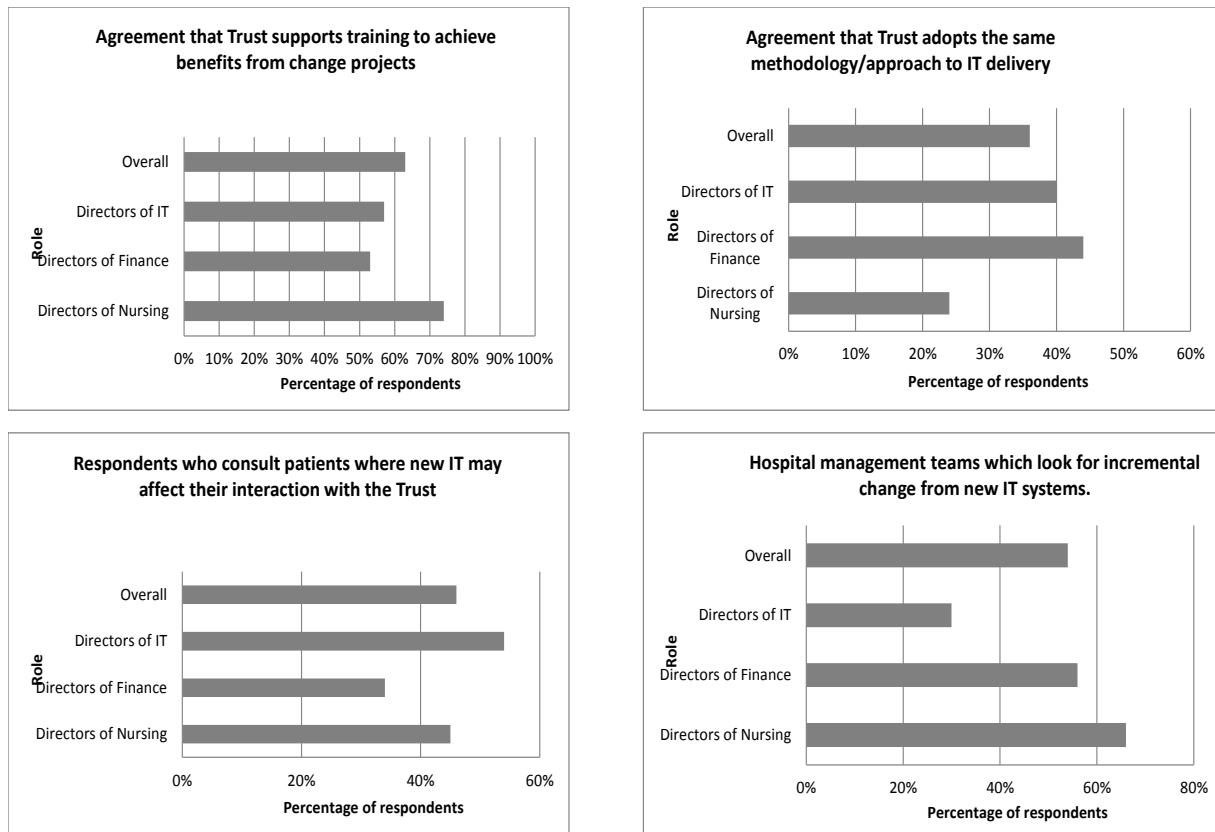 Agreement that Trust supports training to achieve
benefits from change projects
Role
Overall
Directors of IT
Directors of Finance
Directors of Nursing
0% 10% 20% 30% 40% 50% 60% 70% 80% 90% 100%
Percentage of respondents
Agreement that Trust adopts the same
methodology/approach to IT delivery
Role
Overall
Directors of IT
Directors of
Finance
Directors of
Nursing
0% 10% 20% 30% 40% 50% 60%
Percentage of respondents
Respondents who consult patients where new IT may
affect their interaction with the Trust
Role
Overall
Directors of IT
Directors of Finance
Directors of Nursing
0% 20% 40% 60%
Percentage of respondents
Hospital management teams which look for incremental
change from new IT systems.
Role
Overall
Directors of IT
Directors of Finance
Directors of Nursing
0% 20% 40% 60% 80%
Percentage of respondents